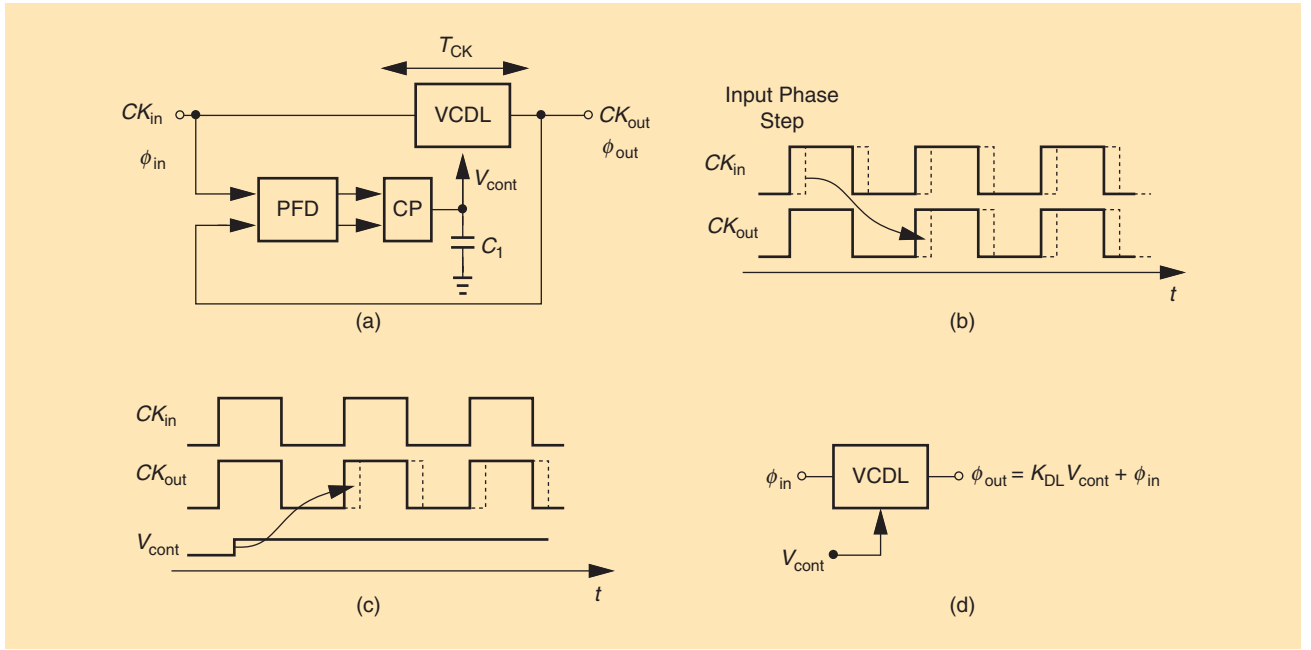 T_CK
CK_in
VCDL
CK_out
ϕ_in
ϕ_out
V_cont
PFD
CP
C_1
(a)
Input Phase
Step
CK_in
CK_out
t
(b)
CK_in
CK_out
V_cont
t
(c)
ϕ_in
VCDL
ϕ_out = K_DL V_cont + ϕ_in
V_cont
(d)